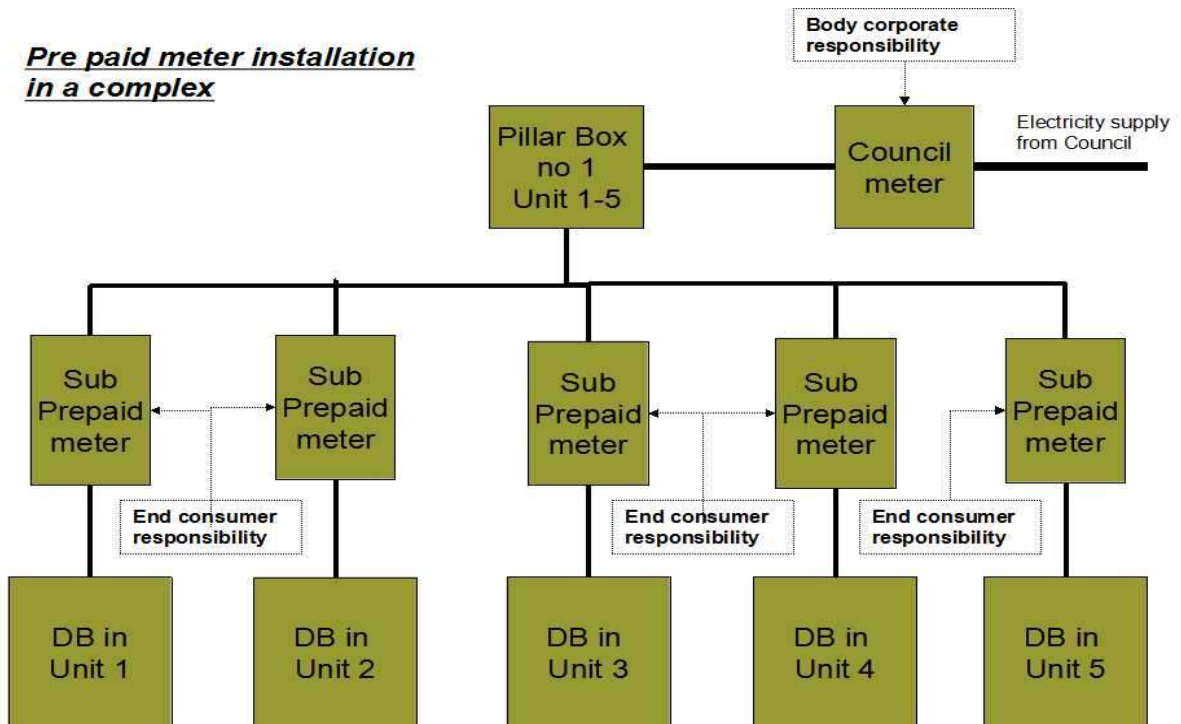 Pre paid meter installation
in a complex
Body corporate
responsibility
Pillar Box
no 1
Unit 1-5
Council
meter
Electricity supply
from Council
Sub
Prepaid
meter
Sub
Prepaid
meter
Sub
Prepaid
meter
Sub
Prepaid
meter
Sub
Prepaid
meter
End consumer
responsibility
End consumer
responsibility
End consumer
responsibility
DB in
Unit 1
DB in
Unit 2
DB in
Unit 3
DB in
Unit 4
DB in
Unit 5